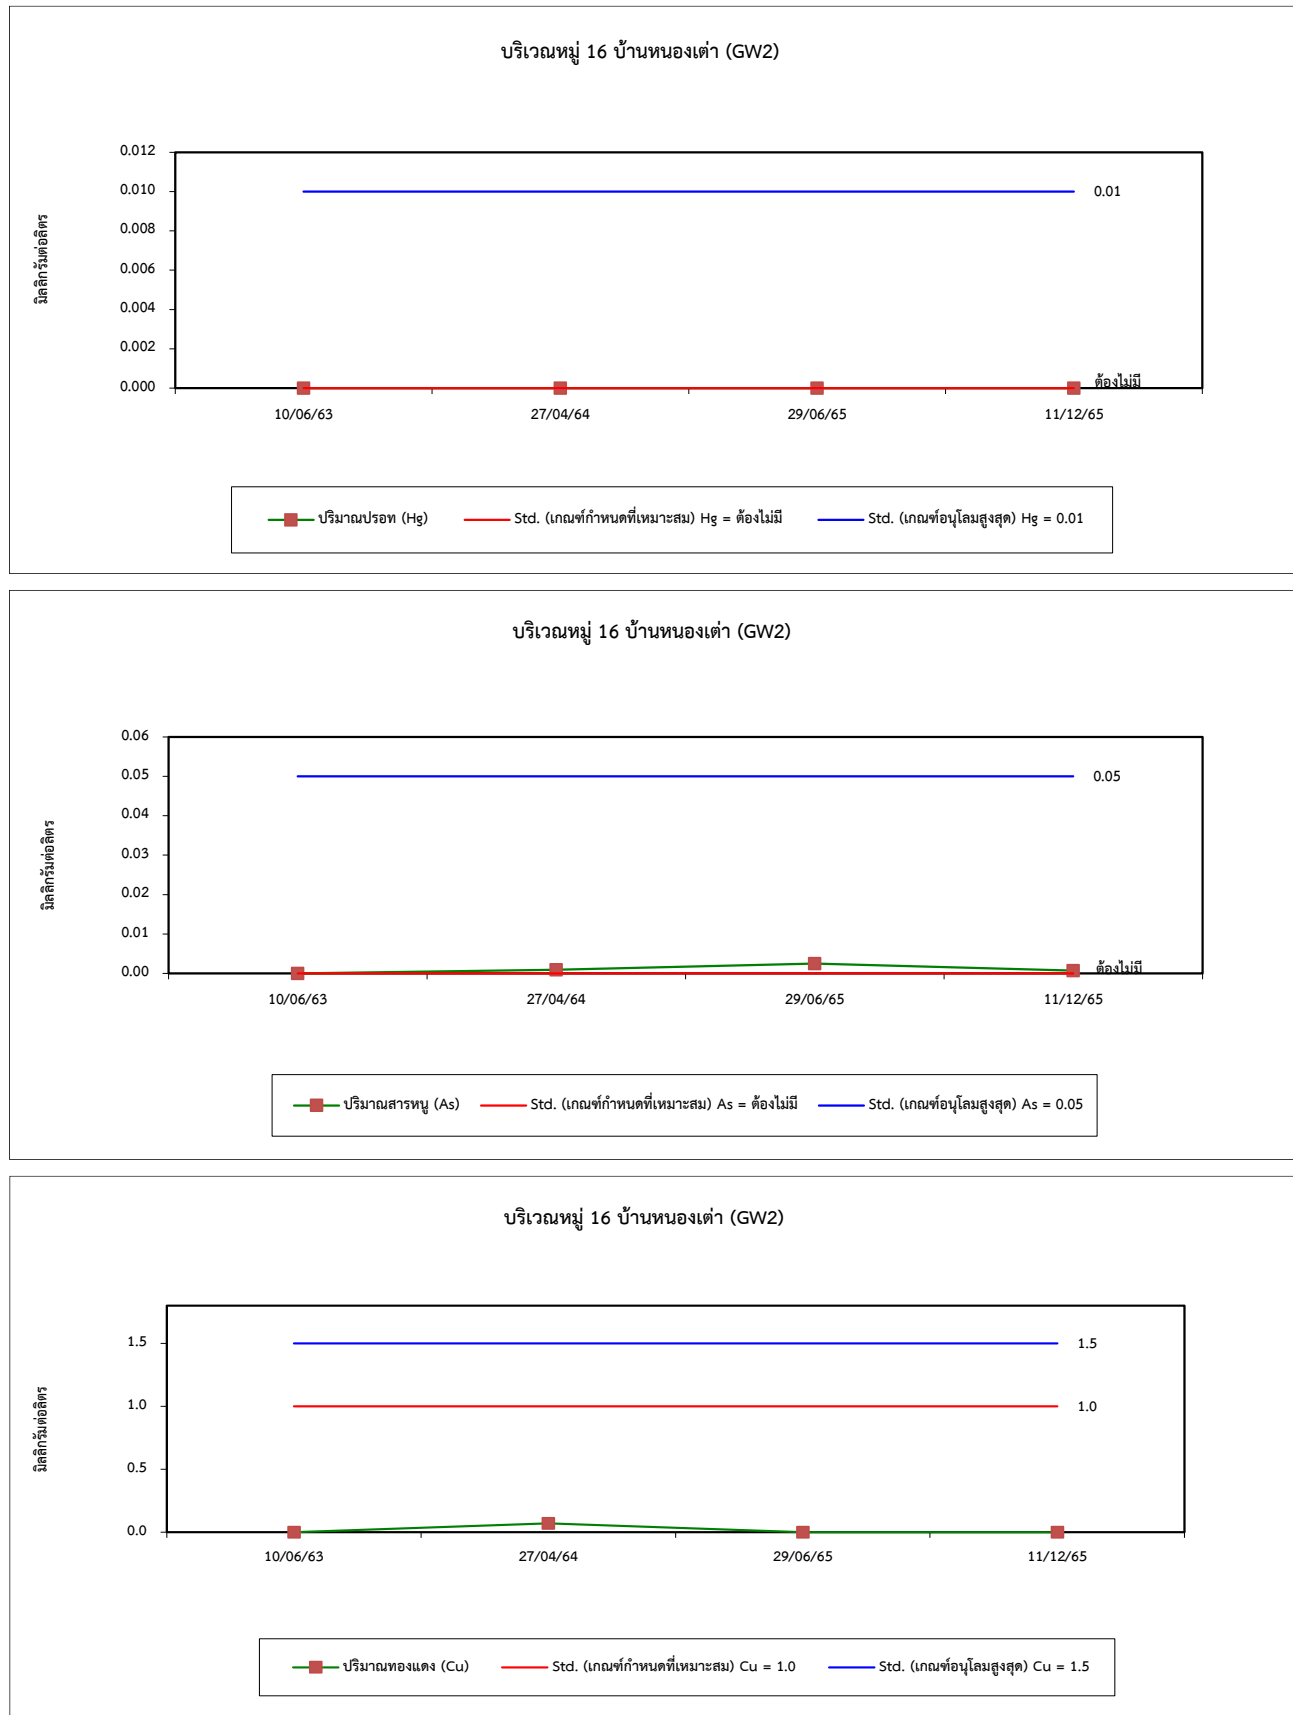 บริเวณหมู่ 16 บ้านหนองเต่า (GW2)
มิลลิกรัมต่อลิตร
0.012
0.010
0.008
0.006
0.004
0.002
0.000
0.01
ต้องไม่มี
10/06/63 27/04/64 29/06/65 11/12/65
ปริมาณปรอท (Hg) Std. (เกณฑ์กำหนดที่เหมาะสม) Hg = ต้องไม่มี Std. (เกณฑ์อนุโลมสูงสุด) Hg = 0.01
บริเวณหมู่ 16 บ้านหนองเต่า (GW2)
มิลลิกรัมต่อลิตร
0.06
0.05
0.04
0.03
0.02
0.01
0.00
0.05
ต้องไม่มี
10/06/63 27/04/64 29/06/65 11/12/65
ปริมาณสารหนู (As) Std. (เกณฑ์กำหนดที่เหมาะสม) As = ต้องไม่มี Std. (เกณฑ์อนุโลมสูงสุด) As = 0.05
บริเวณหมู่ 16 บ้านหนองเต่า (GW2)
มิลลิกรัมต่อลิตร
1.5
1.0
0.5
0.0
1.5
1.0
10/06/63 27/04/64 29/06/65 11/12/65
ปริมาณทองแดง (Cu) Std. (เกณฑ์กำหนดที่เหมาะสม) Cu = 1.0 Std. (เกณฑ์อนุโลมสูงสุด) Cu = 1.5